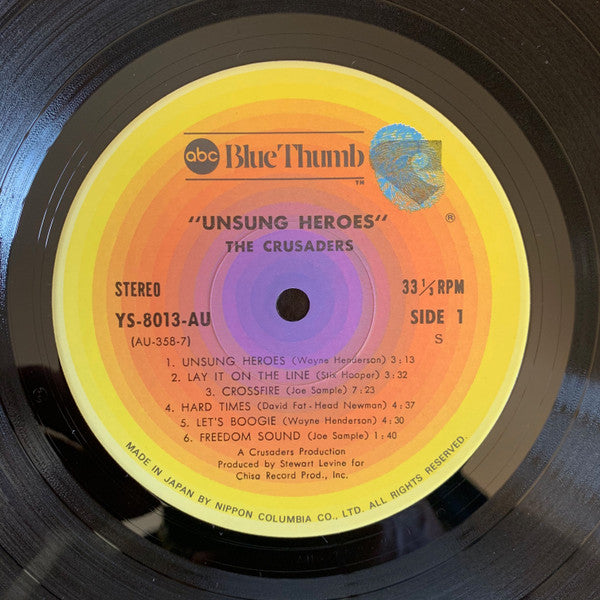 abc Blue Thumb
TM
"UNSUNG HEROES"
®
THE CRUSADERS
STEREO
33 1/3 RPM
YS-8013-AU
SIDE 1
(AU-358-7)
S
1. UNSUNG HEROES (Wayne Henderson) 3:13
2. LAY IT ON THE LINE (Stix Hooper) 3:32
3. CROSSFIRE (Joe Sample) 7:23
4. HARD TIMES (David Fat-Head Newman) 4:37
5. LET'S BOOGIE (Wayne Henderson) 4:30
6. FREEDOM SOUND (Joe Sample) 1:40
A Crusaders Production
Produced by Stewart Levine for
Chisa Record Prod., Inc.
MADE IN JAPAN BY NIPPON COLUMBIA CO., LTD. ALL RIGHTS RESERVED.